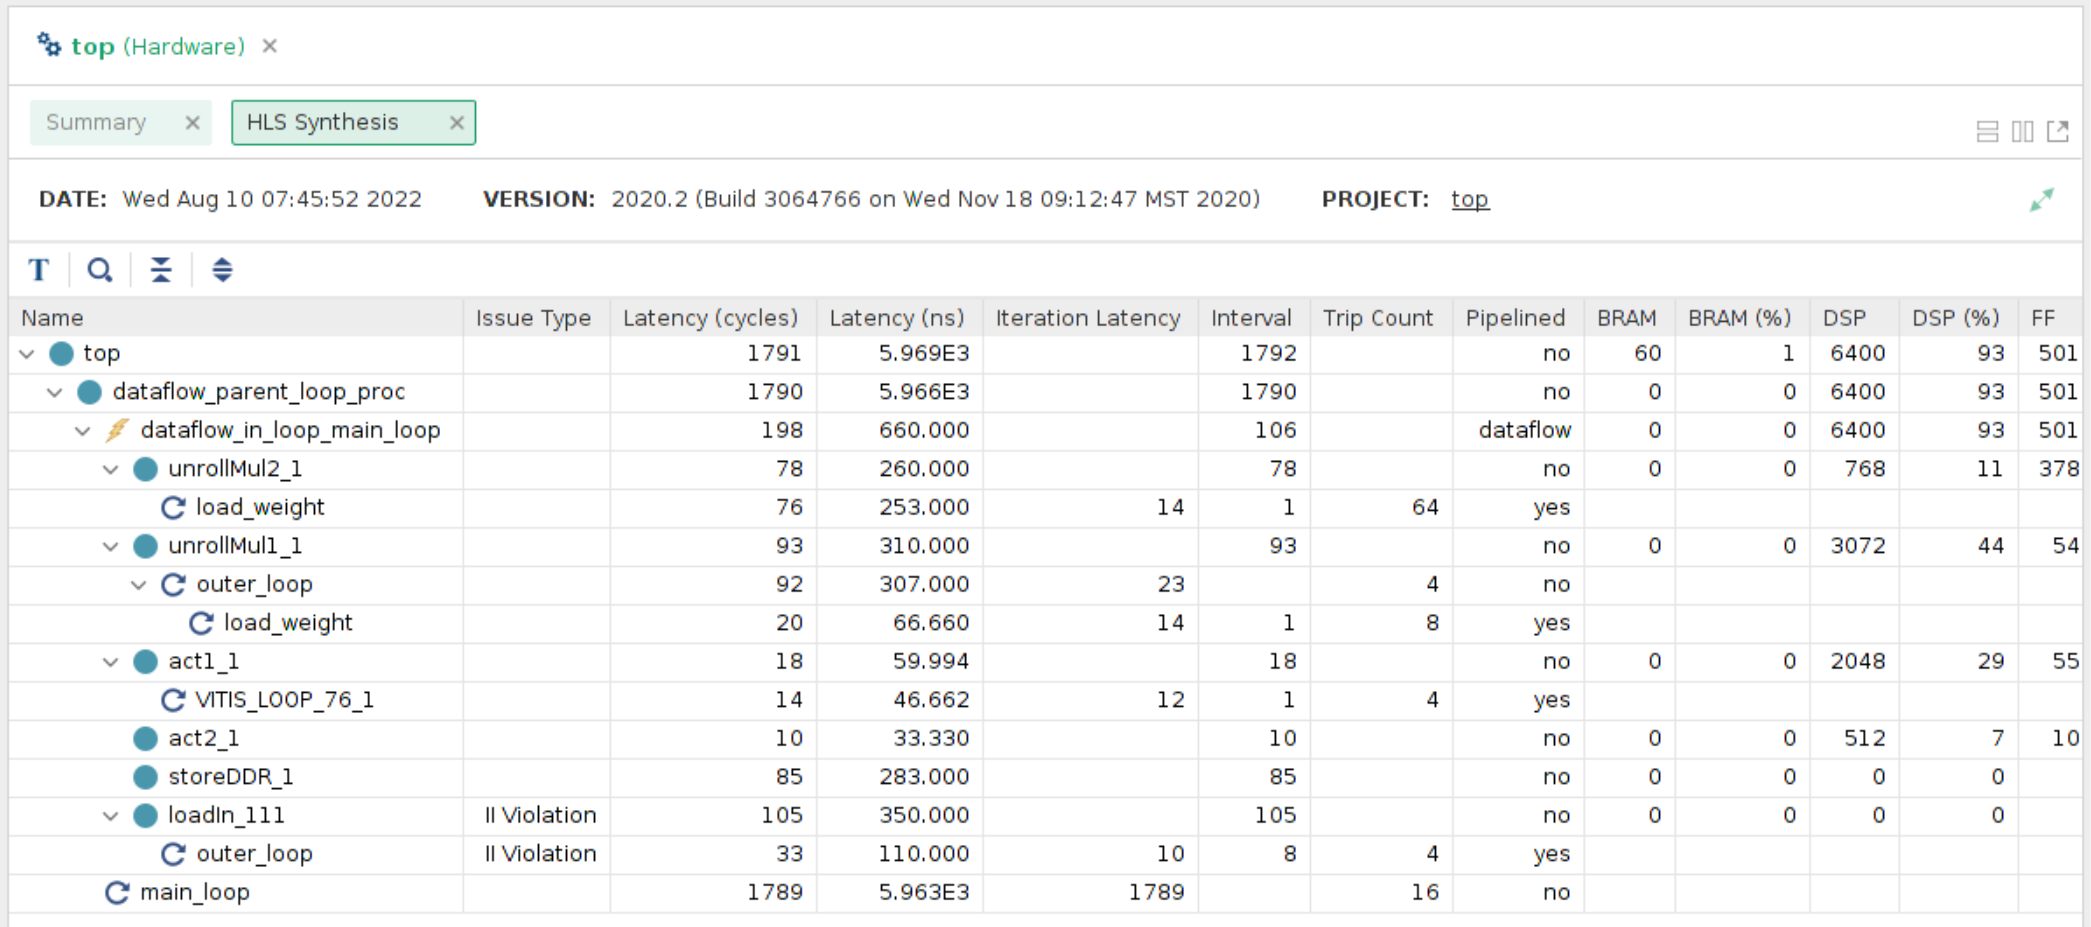 top (Hardware)
Summary HLS Synthesis
DATE: Wed Aug 10 07:45:52 2022 VERSION: 2020.2 (Build 3064766 on Wed Nov 18 09:12:47 MST 2020) PROJECT: top
T
Name Issue Type Latency (cycles) Latency (ns) Iteration Latency Interval Trip Count Pipelined BRAM BRAM (%) DSP DSP (%) FF
top 1791 5.969E3 1792 no 60 1 6400 93 501
dataflow_parent_loop_proc 1790 5.966E3 1790 no 0 0 6400 93 501
dataflow_in_loop_main_loop 198 660.000 106 dataflow 0 0 6400 93 501
unrollMul2_1 78 260.000 78 no 0 0 768 11 378
load_weight 76 253.000 14 1 64 yes
unrollMul1_1 93 310.000 93 no 0 0 3072 44 54
outer_loop 92 307.000 23 4 no
load_weight 20 66.660 14 1 8 yes
act1_1 18 59.994 18 no 0 0 2048 29 55
VITIS_LOOP_76_1 14 46.662 12 1 4 yes
act2_1 10 33.330 10 no 0 0 512 7 10
storeDDR_1 85 283.000 85 no 0 0 0 0
loadIn_111 II Violation 105 350.000 105 no 0 0 0 0
outer_loop II Violation 33 110.000 10 8 4 yes
main_loop 1789 5.963E3 1789 16 no